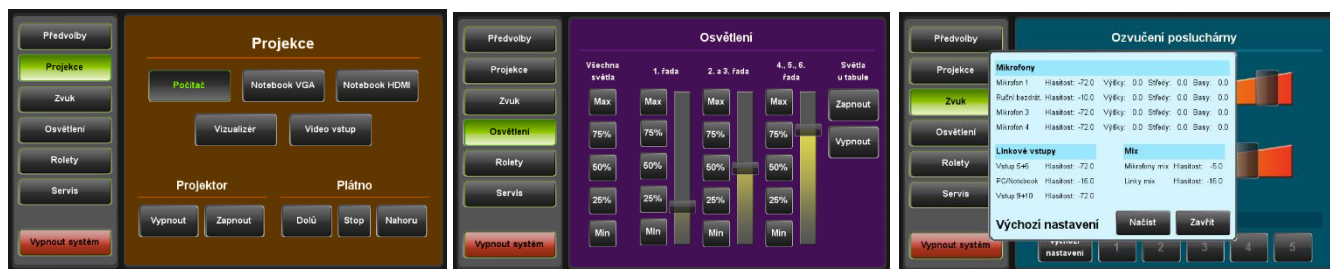 Předvolby
Projekce
Zvuk
Osvětlení
Rolety
Servis
Vypnout systém
Projekce
Počítač
Notebook VGA
Notebook HDMI
Vizualizér
Video vstup
Projektor
Plátno
Vypnout
Zapnout
Dolů
Stop
Nahoru
Předvolby
Projekce
Zvuk
Osvětlení
Rolety
Servis
Vypnout systém
Osvětlení
Všechna světla
1. řada
2. a 3. řada
4., 5., 6. řada
Světla u tabule
Max Max Max Max Zapnout
75% 75% 75% 75% Vypnout
50% 50% 50% 50%
25% 25% 25% 25%
Min Min Min Min
Předvolby
Projekce
Zvuk
Osvětlení
Rolety
Servis
Vypnout systém
Ozvučení posluchárny
Mikrofony
Mikrofon 1 Hlasitost: -72.0 Výšky: 0.0 Středy: 0.0 Basy: 0.0
Ruční bezdrát. Hlasitost: -10.0 Výšky: 0.0 Středy: 0.0 Basy: 0.0
Mikrofon 3 Hlasitost: -72.0 Výšky: 0.0 Středy: 0.0 Basy: 0.0
Mikrofon 4 Hlasitost: -72.0 Výšky: 0.0 Středy: 0.0 Basy: 0.0
Linkové vstupy
Vstup 5+6 Hlasitost: -72.0
PC/Notebook Hlasitost: -16.0
Vstup 9+10 Hlasitost: -72.0
Mix
Mikrofony mix Hlasitost: -5.0
Linky mix Hlasitost: -16.0
Výchozí nastavení
Načíst
Zavřít
Výchozí nastavení
1 2 3 4 5